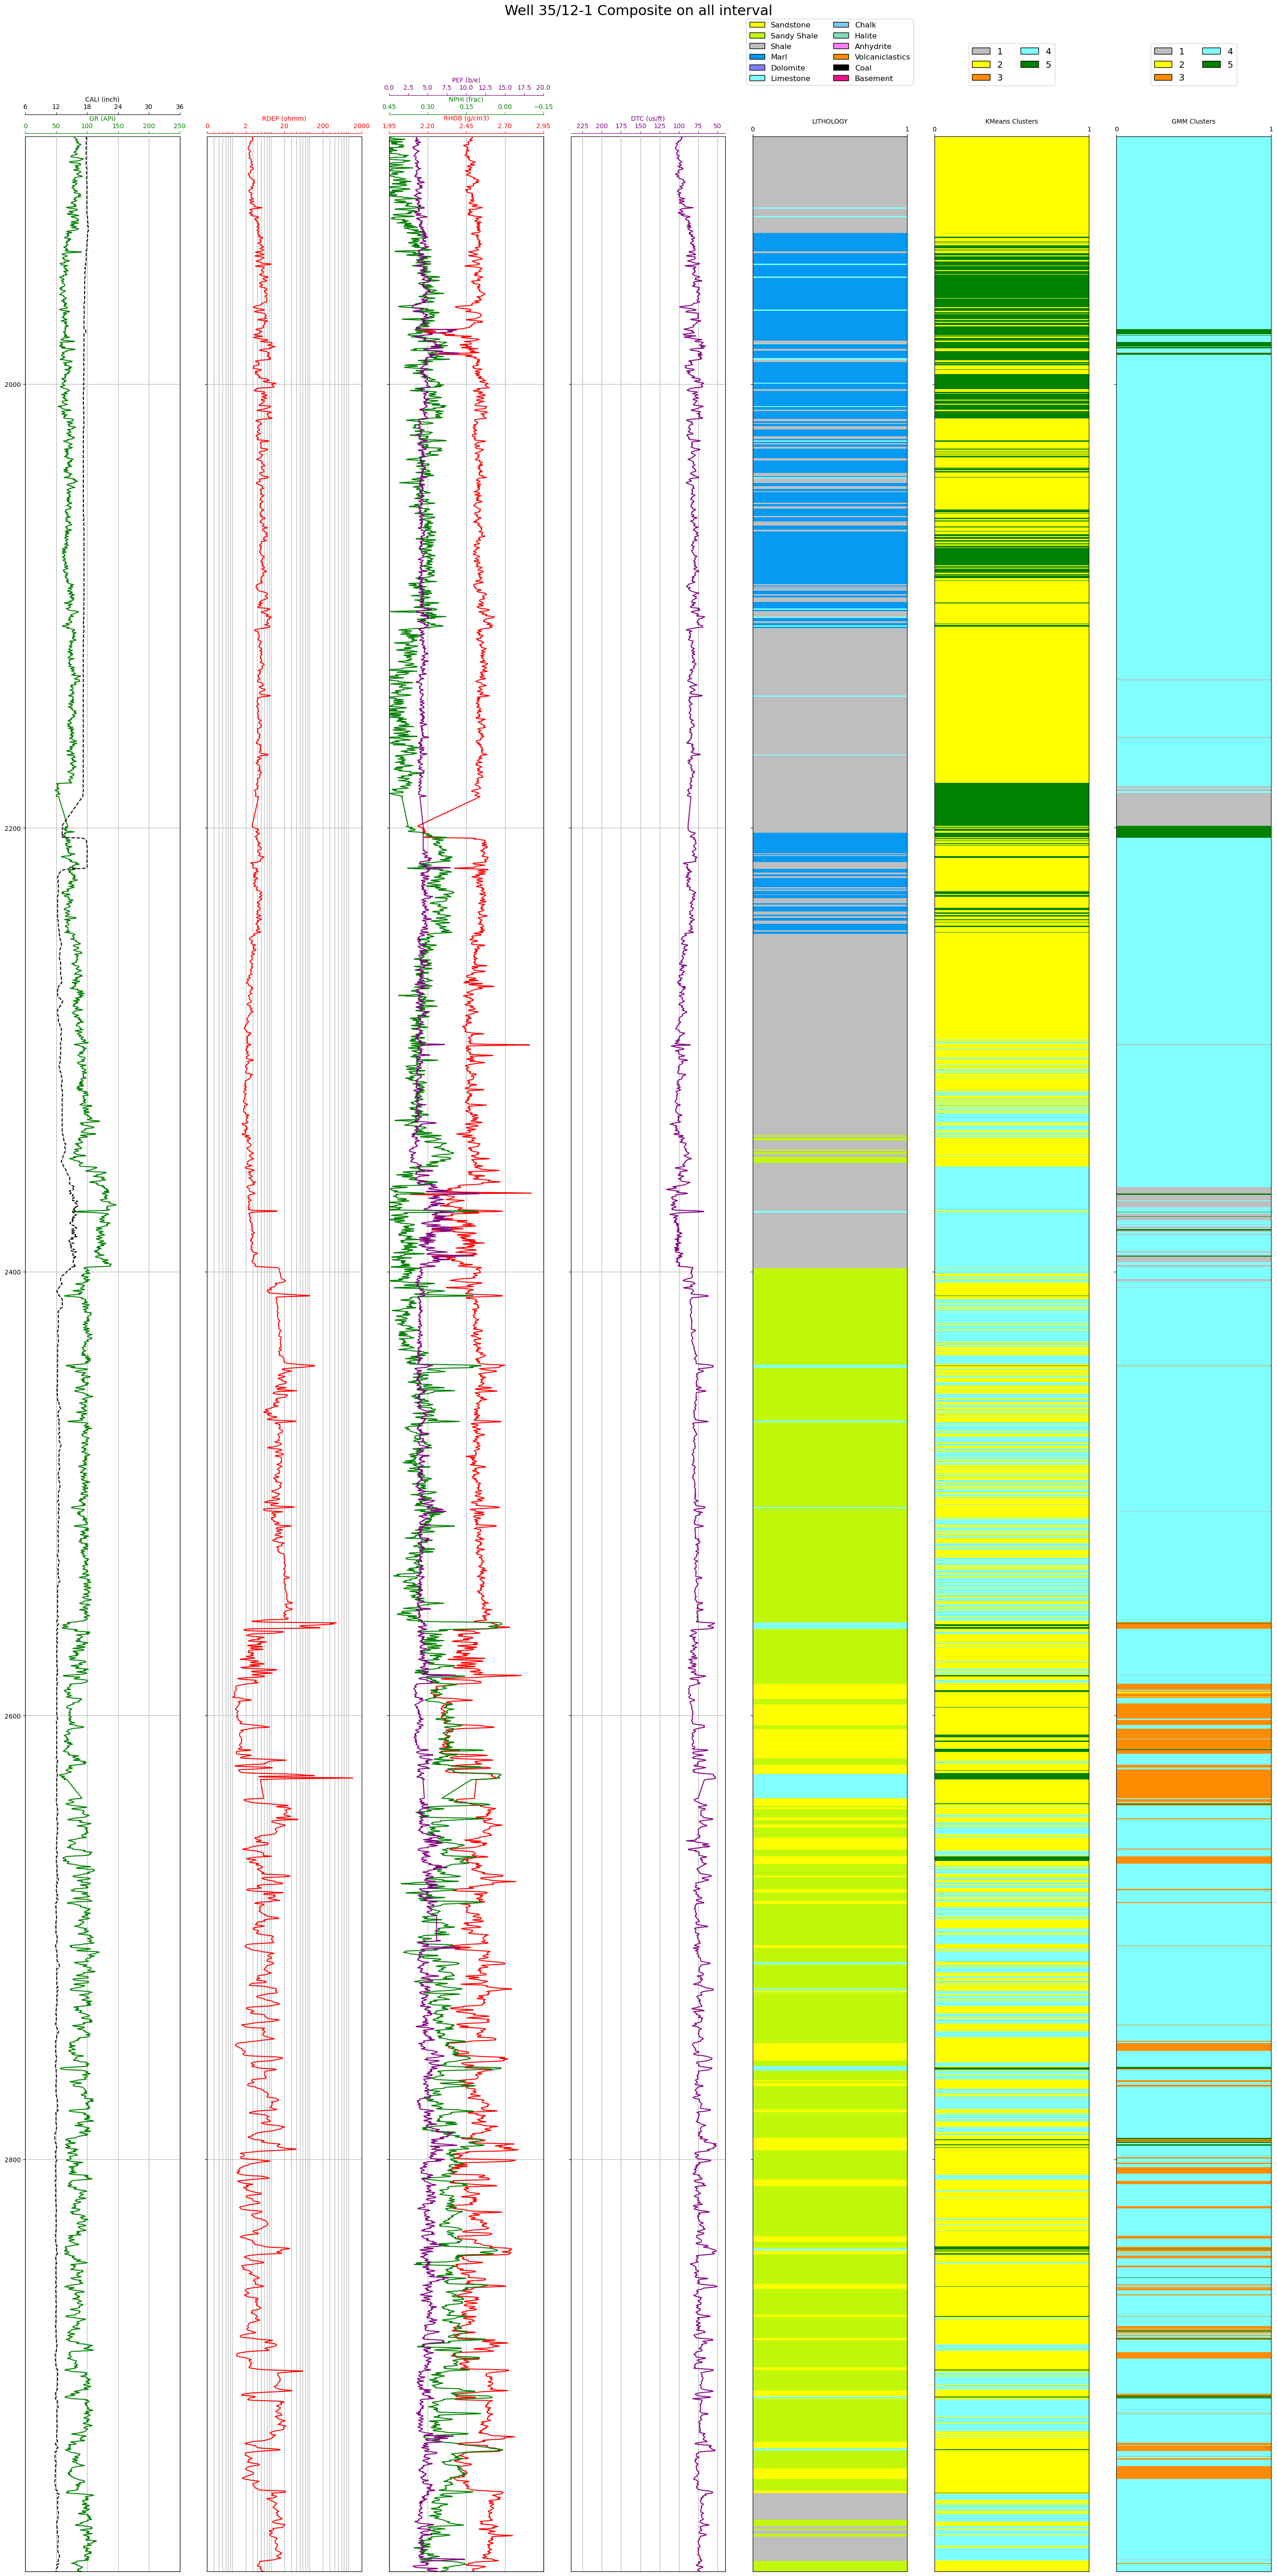 Well 35/12-1 Composite on all interval
Sandstone Chalk
Sandy Shale Halite
Shale Anhydrite
Marl Volcaniclastics
Dolomite Coal
Limestone Basement
1 4
2 5
3
1 4
2 5
3
PEF (b/e)
0.0 2.5 5.0 7.5 10.0 12.5 15.0 17.5 20.0
CALI (inch)
NPHI (frac)
6 12 18 24 30 36
0.45 0.30 0.15 0.00 −0.15
GR (API)
RDEP (ohmm)
RHOB (g/cm3)
DTC (us/ft)
LITHOLOGY
KMeans Clusters
GMM Clusters
0 50 100 150 200 250
0 2 20 200 2000
1.95 2.20 2.45 2.70 2.95
225 200 175 150 125 100 75 50
0 1
0 1
0 1
2000
2200
2400
2600
2800